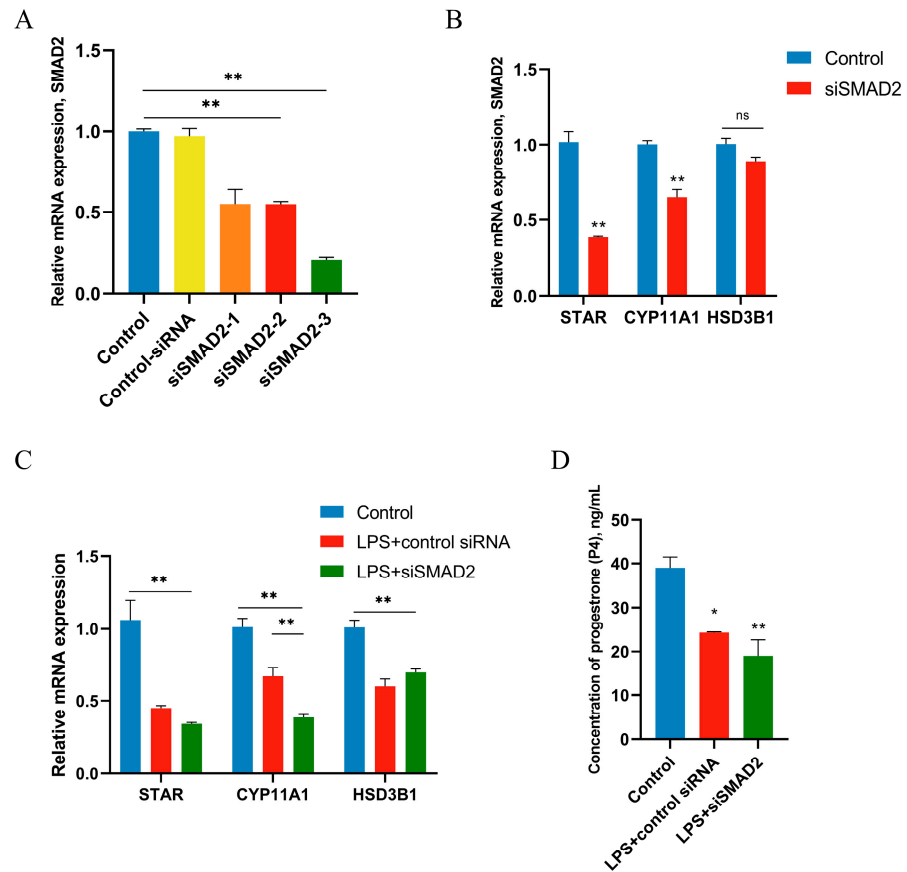 A
Relative mRNA expression, SMAD2
1.5
1.0
0.5
0.0
**
**
Control
Control-siRNA
siSMAD2-1
siSMAD2-2
siSMAD2-3
B
Relative mRNA expression, SMAD2
1.5
1.0
0.5
0.0
Control
siSMAD2
**
**
ns
STAR
CYP11A1
HSD3B1
C
Relative mRNA expression
1.5
1.0
0.5
0.0
Control
LPS+control siRNA
LPS+siSMAD2
**
**
**
**
STAR
CYP11A1
HSD3B1
D
Concentration of progestrone (P4), ng/mL
50
40
30
20
10
0
*
**
Control
LPS+control siRNA
LPS+siSMAD2